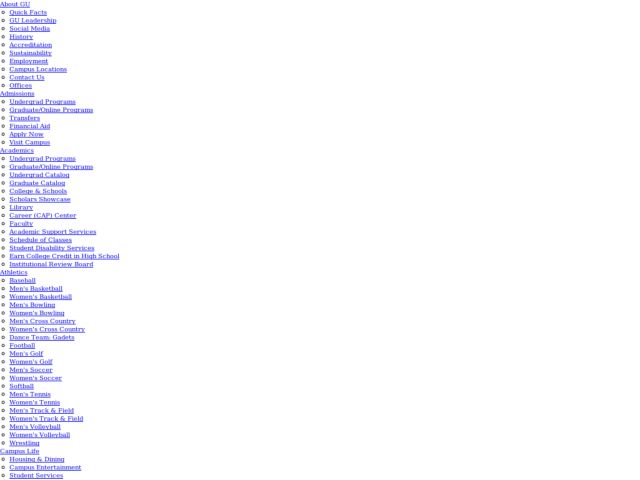 About GU
Quick Facts
GU Leadership
Social Media
History
Accreditation
Sustainability
Employment
Campus Locations
Contact Us
Offices
Admissions
Undergrad Programs
Graduate/Online Programs
Transfers
Financial Aid
Apply Now
Visit Campus
Academics
Undergrad Programs
Graduate/Online Programs
Undergrad Catalog
Graduate Catalog
College & Schools
Scholars Showcase
Library
Career (CAP) Center
Faculty
Academic Support Services
Schedule of Classes
Student Disability Services
Earn College Credit in High School
Institutional Review Board
Athletics
Baseball
Men's Basketball
Women's Basketball
Men's Bowling
Women's Bowling
Men's Cross Country
Women's Cross Country
Dance Team: Gadets
Football
Men's Golf
Women's Golf
Men's Soccer
Women's Soccer
Softball
Men's Tennis
Women's Tennis
Men's Track & Field
Women's Track & Field
Men's Volleyball
Women's Volleyball
Wrestling
Campus Life
Housing & Dining
Campus Entertainment
Student Services